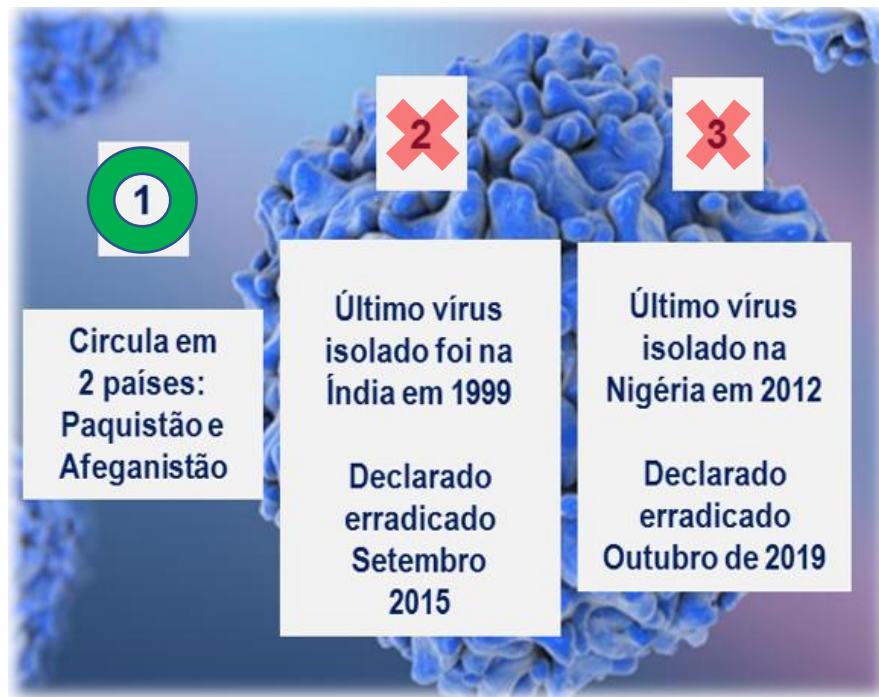 1
Circula em
2 países:
Paquistão e
Afeganistão
2
Último vírus
isolado foi na
Índia em 1999
Declarado
erradicado
Setembro
2015
3
Último vírus
isolado na
Nigéria em 2012
Declarado
erradicado
Outubro de 2019